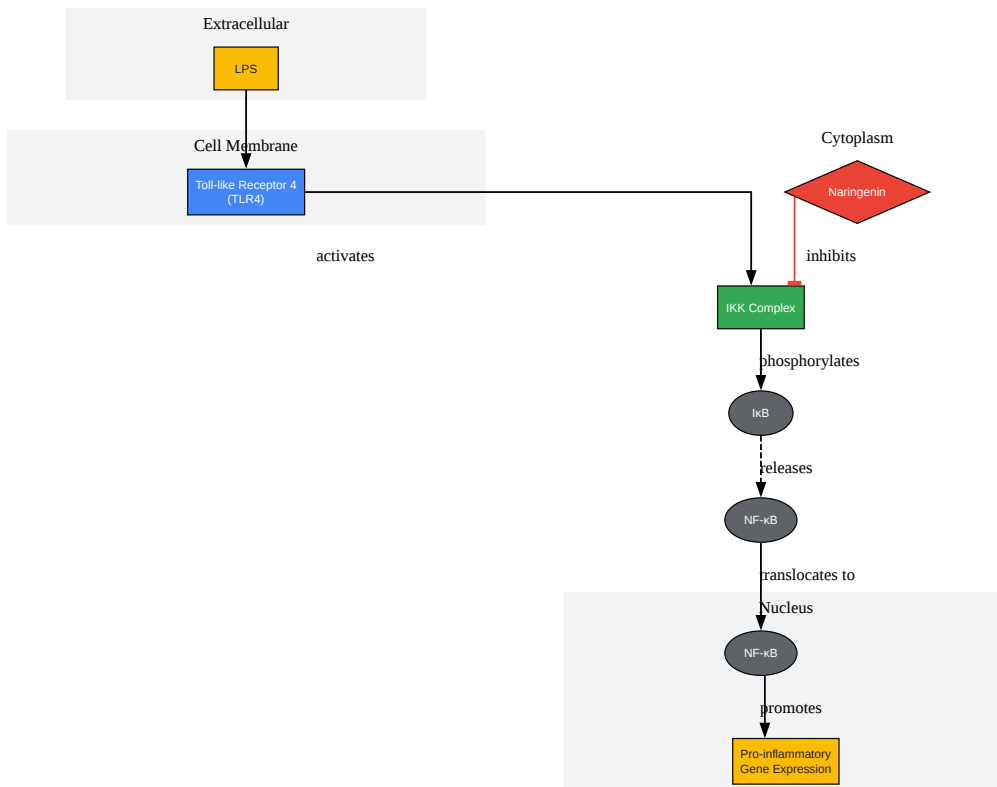 Extracellular
LPS
Cell Membrane
Toll-like Receptor 4
(TLR4)
Cytoplasm
Naringenin
activates
inhibits
IKK Complex
phosphorylates
IκB
releases
NF-κB
translocates to
Nucleus
NF-κB
promotes
Pro-inflammatory
Gene Expression